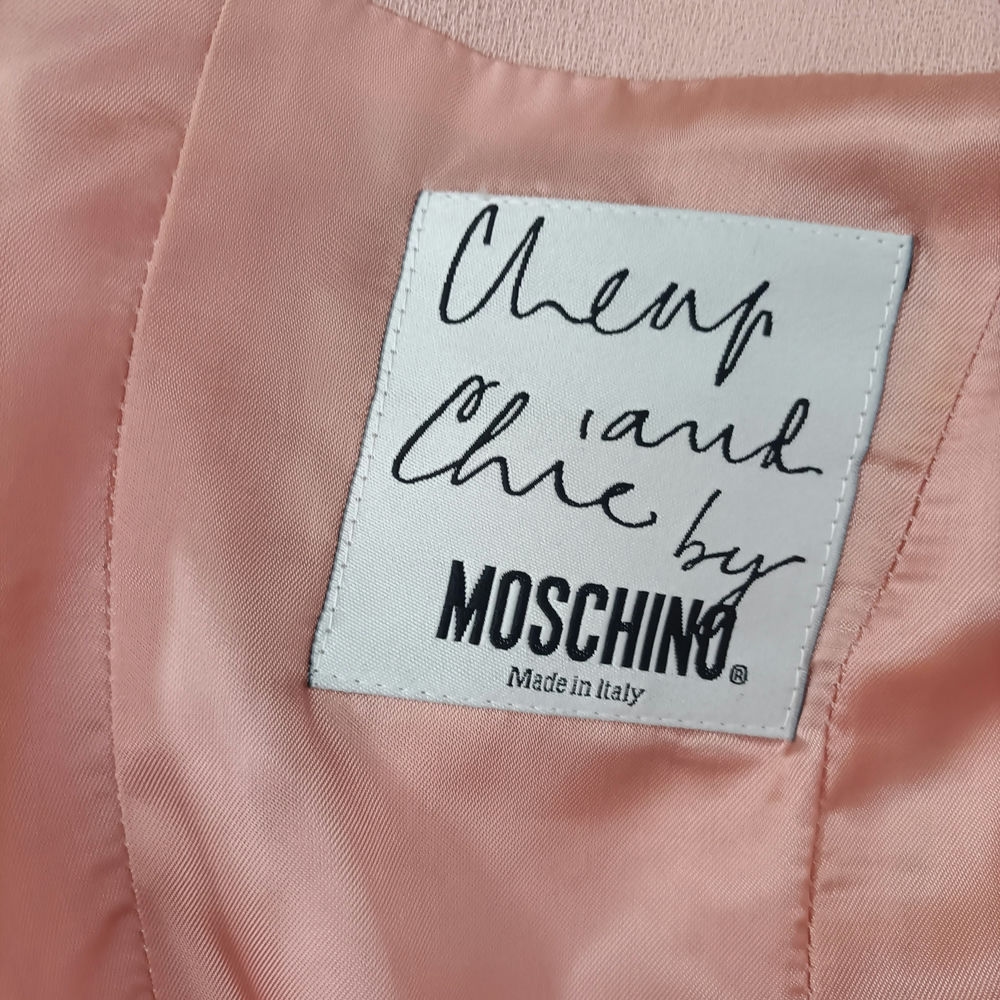 Cheap
and
Chic by
MOSCHINO®
Made in Italy